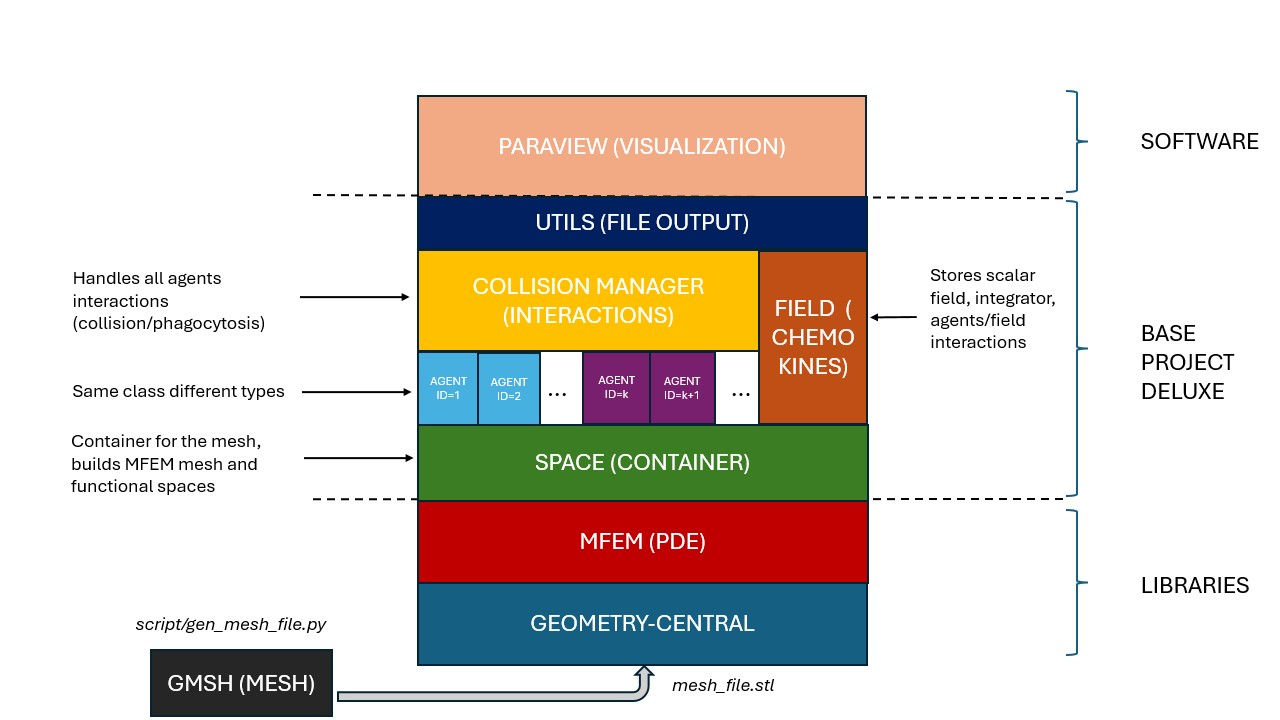 PARAVIEW (VISUALIZATION)
SOFTWARE
UTILS (FILE OUTPUT)
Handles all agents
interactions
(collision/phagocytosis)
COLLISION MANAGER
(INTERACTIONS)
FIELD (
CHEMO
KINES)
Stores scalar
field, integrator,
agents/field
interactions
BASE
PROJECT
DELUXE
Same class different types
AGENT
ID=1
AGENT
ID=2
...
AGENT
ID=k
AGENT
ID=k+1
...
Container for the mesh,
builds MFEM mesh and
functional spaces
SPACE (CONTAINER)
MFEM (PDE)
LIBRARIES
GEOMETRY-CENTRAL
script/gen_mesh_file.py
GMSH (MESH)
mesh_file.stl